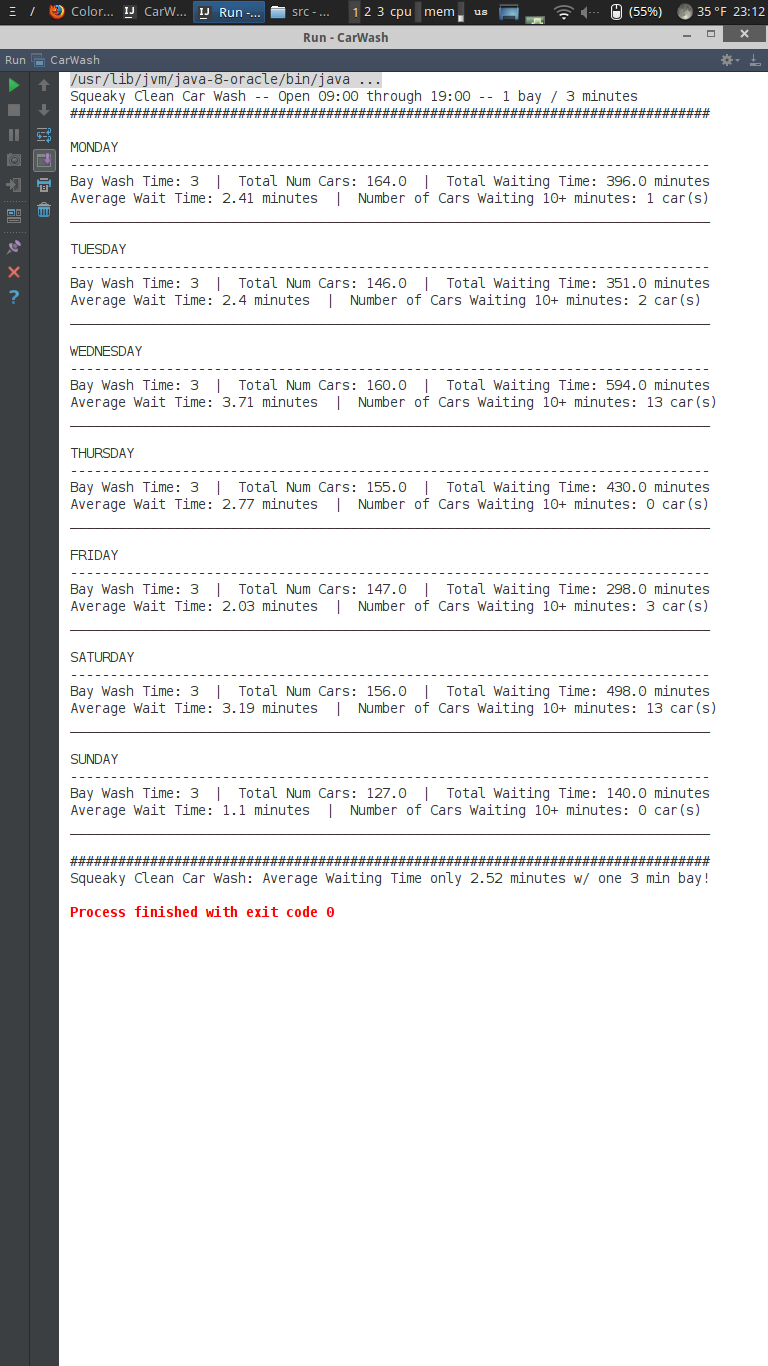 Ξ / Color... CarW... Run -... src - ... 1 2 3 cpu mem us (55%) 35 °F 23:12
Run - CarWash
Run CarWash
/usr/lib/jvm/java-8-oracle/bin/java ...
Squeaky Clean Car Wash -- Open 09:00 through 19:00 -- 1 bay / 3 minutes
################################################################################
MONDAY
--------------------------------------------------------------------------------
Bay Wash Time: 3  |  Total Num Cars: 164.0  |  Total Waiting Time: 396.0 minutes
Average Wait Time: 2.41 minutes  |  Number of Cars Waiting 10+ minutes: 1 car(s)
________________________________________________________________________________
TUESDAY
--------------------------------------------------------------------------------
Bay Wash Time: 3  |  Total Num Cars: 146.0  |  Total Waiting Time: 351.0 minutes
Average Wait Time: 2.4 minutes  |  Number of Cars Waiting 10+ minutes: 2 car(s)
________________________________________________________________________________
WEDNESDAY
--------------------------------------------------------------------------------
Bay Wash Time: 3  |  Total Num Cars: 160.0  |  Total Waiting Time: 594.0 minutes
Average Wait Time: 3.71 minutes  |  Number of Cars Waiting 10+ minutes: 13 car(s)
________________________________________________________________________________
THURSDAY
--------------------------------------------------------------------------------
Bay Wash Time: 3  |  Total Num Cars: 155.0  |  Total Waiting Time: 430.0 minutes
Average Wait Time: 2.77 minutes  |  Number of Cars Waiting 10+ minutes: 0 car(s)
________________________________________________________________________________
FRIDAY
--------------------------------------------------------------------------------
Bay Wash Time: 3  |  Total Num Cars: 147.0  |  Total Waiting Time: 298.0 minutes
Average Wait Time: 2.03 minutes  |  Number of Cars Waiting 10+ minutes: 3 car(s)
________________________________________________________________________________
SATURDAY
--------------------------------------------------------------------------------
Bay Wash Time: 3  |  Total Num Cars: 156.0  |  Total Waiting Time: 498.0 minutes
Average Wait Time: 3.19 minutes  |  Number of Cars Waiting 10+ minutes: 13 car(s)
________________________________________________________________________________
SUNDAY
--------------------------------------------------------------------------------
Bay Wash Time: 3  |  Total Num Cars: 127.0  |  Total Waiting Time: 140.0 minutes
Average Wait Time: 1.1 minutes  |  Number of Cars Waiting 10+ minutes: 0 car(s)
________________________________________________________________________________
################################################################################
Squeaky Clean Car Wash: Average Waiting Time only 2.52 minutes w/ one 3 min bay!
Process finished with exit code 0